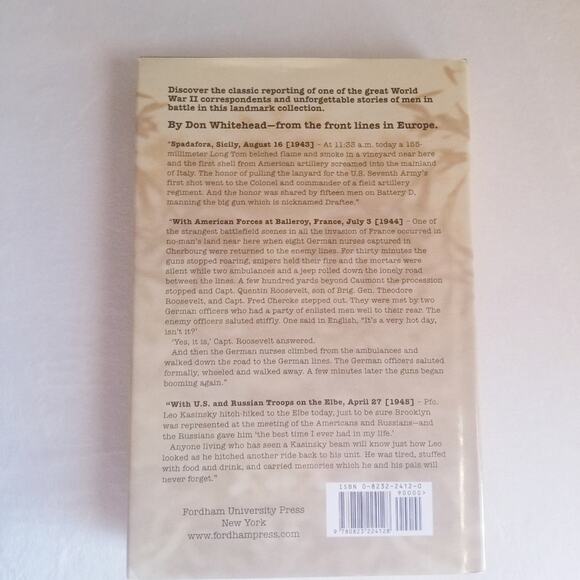 Discover the classic reporting of one of the great World
War II correspondents and unforgettable stories of men in
battle in this landmark collection.
By Don Whitehead—from the front lines in Europe.
"Spadafora, Sicily, August 16 [1943] – At 11:33 a.m. today a 155-
millimeter Long Tom belched flame and smoke in a vineyard near here
and the first shell from American artillery screamed into the mainland
of Italy. The honor of pulling the lanyard for the U.S. Seventh Army's
first shot went to the Colonel and commander of a field artillery
regiment. And the honor was shared by fifteen men on Battery D,
manning the big gun which is nicknamed Draftee."
"With American Forces at Balleroy, France, July 3 [1944] – One of
the strangest battlefield scenes in all the invasion of France occurred in
no-man's land near here when eight German nurses captured in
Cherbourg were returned to the enemy lines. For thirty minutes the
guns stopped roaring, snipers held their fire and the mortars were
silent while two ambulances and a jeep rolled down the lonely road
between the lines. A few hundred yards beyond Caumont the procession
stopped and Capt. Quentin Roosevelt, son of Brig. Gen. Theodore
Roosevelt, and Capt. Fred Chercke stepped out. They were met by two
German officers who had a party of enlisted men well to their rear. The
enemy officers saluted stiffly. One said in English, "It's a very hot day,
isn't it?'
'Yes, it is,' Capt. Roosevelt answered.
And then the German nurses climbed from the ambulances and
walked down the road to the German lines. The German officers saluted
formally, wheeled and walked away. A few minutes later the guns began
booming again."
"With U.S. and Russian Troops on the Elbe, April 27 [1945] – Pfc.
Leo Kasinsky hitch-hiked to the Elbe today, just to be sure Brooklyn
was represented at the meeting of the Americans and Russians—and
the Russians gave him 'the best time I ever had in my life.'
Anyone living who has seen a Kasinsky beam will know just how Leo
looked as he hitched another ride back to his unit. He was tired, stuffed
with food and drink, and carried memories which he and his pals will
never forget."
Fordham University Press
New York
www.fordhampress.com
ISBN 0-8232-2412-0
90000>
9 780823 224128